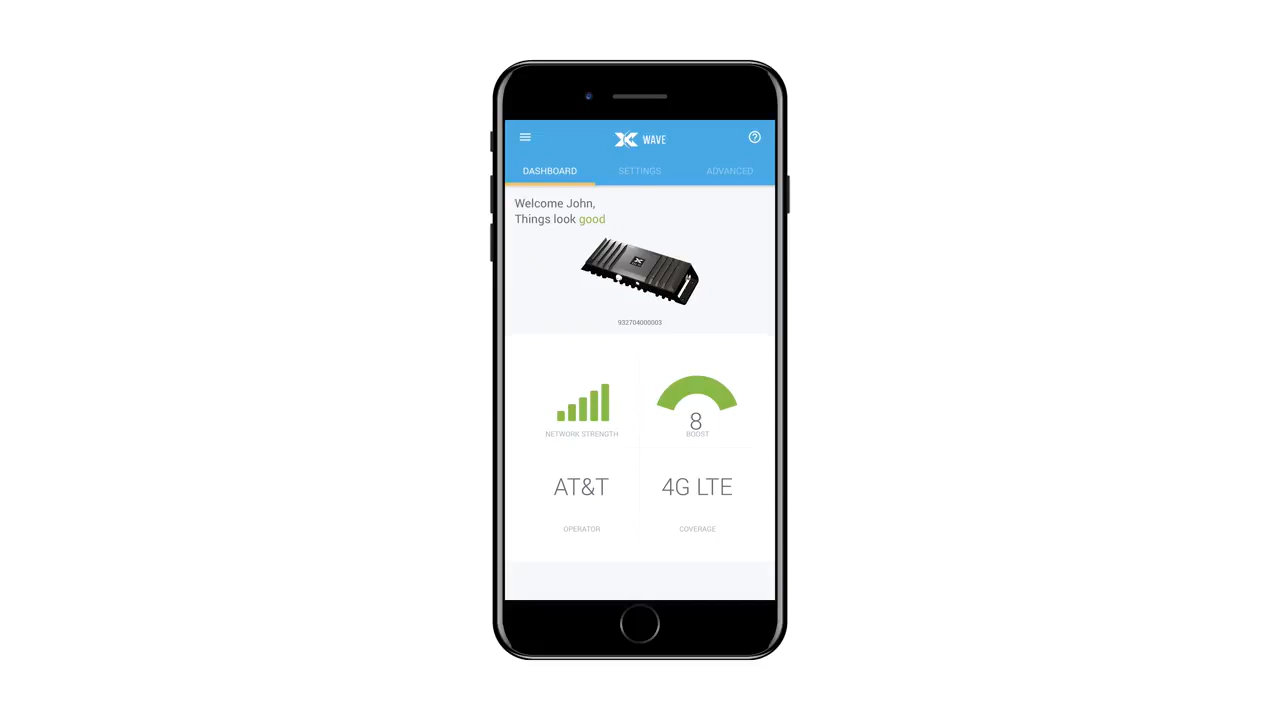 WAVE
DASHBOARD SETTINGS ADVANCED
Welcome John,
Things look good
932704000003
NETWORK STRENGTH
8
BOOST
AT&T
4G LTE
OPERATOR
COVERAGE